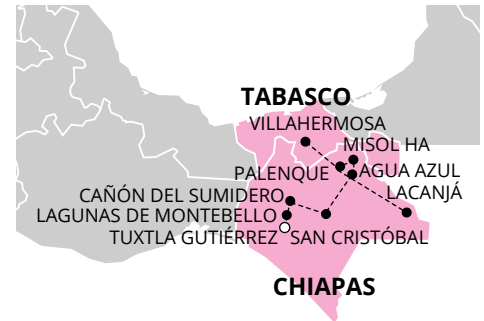 TABASCO
VILLAHERMOSA
MISOL HA
PALENQUE
AGUA AZUL
LACANJÁ
CAÑÓN DEL SUMIDERO
LAGUNAS DE MONTEBELLO
TUXTLA GUTIÉRREZ
SAN CRISTÓBAL
CHIAPAS